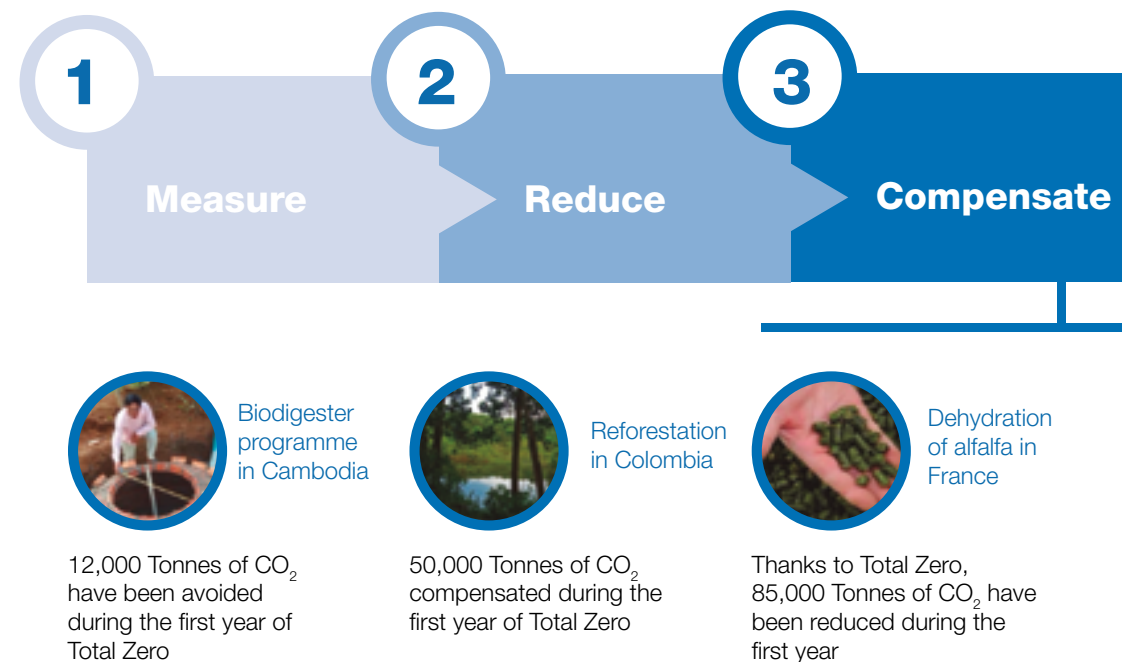 1
2
3
Measure
Reduce
Compensate
Biodigester
programme
in Cambodia
12,000 Tonnes of CO₂
have been avoided
during the first year of
Total Zero
Reforestation
in Colombia
50,000 Tonnes of CO₂
compensated during the
first year of Total Zero
Dehydration
of alfalfa in
France
Thanks to Total Zero,
85,000 Tonnes of CO₂ have
been reduced during the
first year